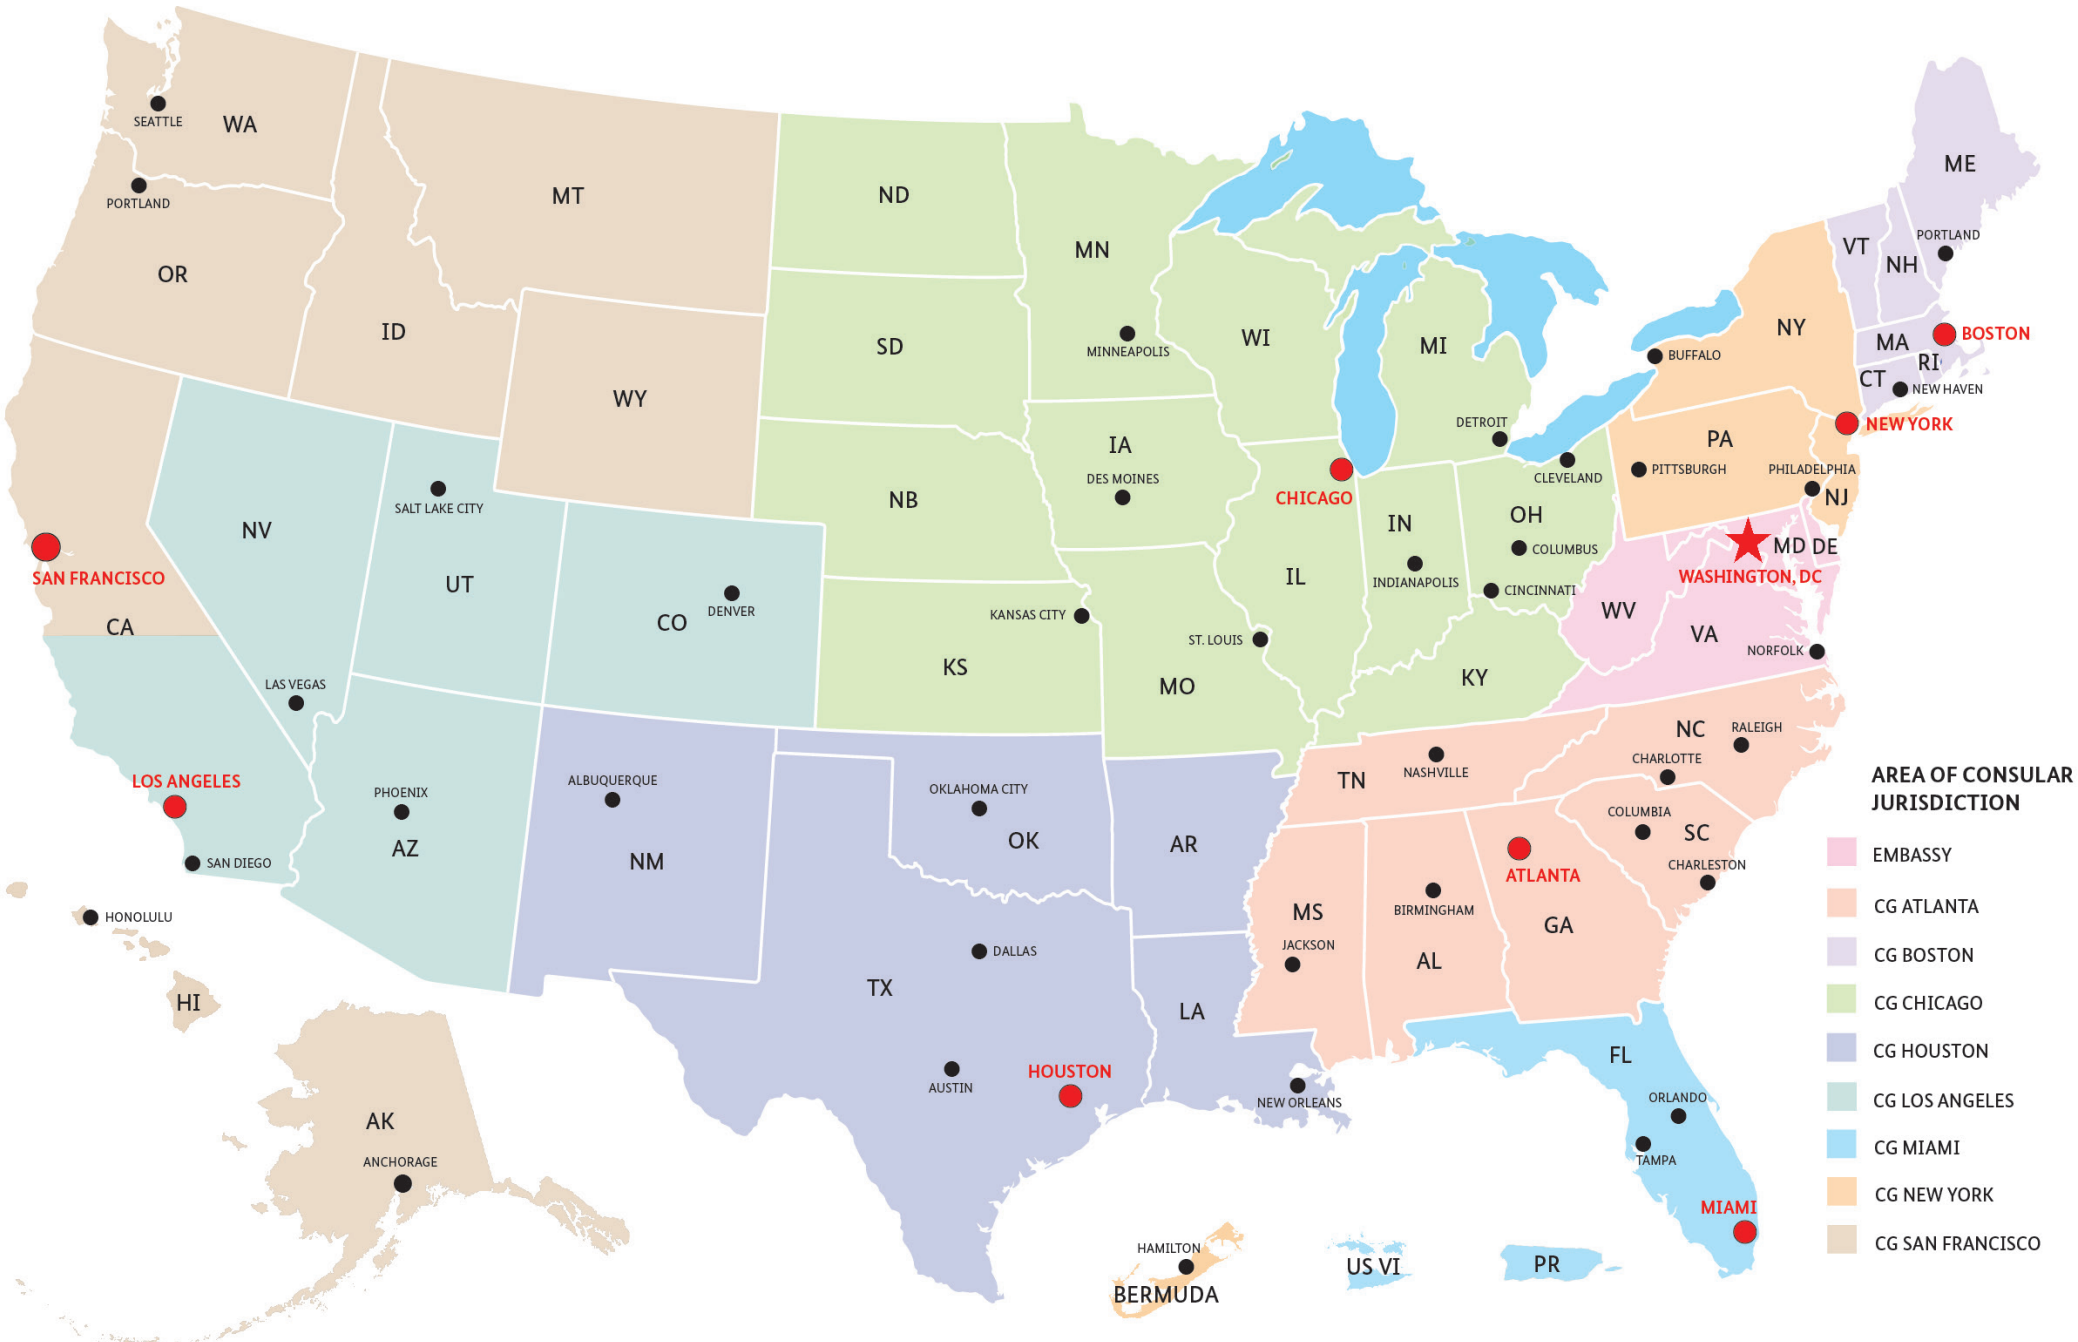 SEATTLE
WA
PORTLAND
OR
MT
ID
WY
ND
MN
SD
MINNEAPOLIS
WI
MI
ME
PORTLAND
VT
NH
NY
BUFFALO
MA
BOSTON
RI
CT
NEW HAVEN
NEW YORK
DETROIT
CLEVELAND
PA
PITTSBURGH
PHILADELPHIA
NJ
IA
DES MOINES
CHICAGO
NB
SALT LAKE CITY
NV
SAN FRANCISCO
CA
UT
CO
DENVER
KANSAS CITY
KS
ST. LOUIS
MO
IL
IN
INDIANAPOLIS
OH
COLUMBUS
CINCINNATI
KY
WV
MD
DE
WASHINGTON, DC
VA
NORFOLK
LAS VEGAS
LOS ANGELES
SAN DIEGO
PHOENIX
AZ
ALBUQUERQUE
NM
OKLAHOMA CITY
OK
AR
TN
NASHVILLE
NC
RALEIGH
CHARLOTTE
COLUMBIA
SC
CHARLESTON
ATLANTA
GA
BIRMINGHAM
AL
MS
JACKSON
DALLAS
TX
LA
AUSTIN
HOUSTON
NEW ORLEANS
FL
ORLANDO
TAMPA
MIAMI
HONOLULU
HI
AK
ANCHORAGE
HAMILTON
BERMUDA
US VI
PR
AREA OF CONSULAR
JURISDICTION
EMBASSY
CG ATLANTA
CG BOSTON
CG CHICAGO
CG HOUSTON
CG LOS ANGELES
CG MIAMI
CG NEW YORK
CG SAN FRANCISCO